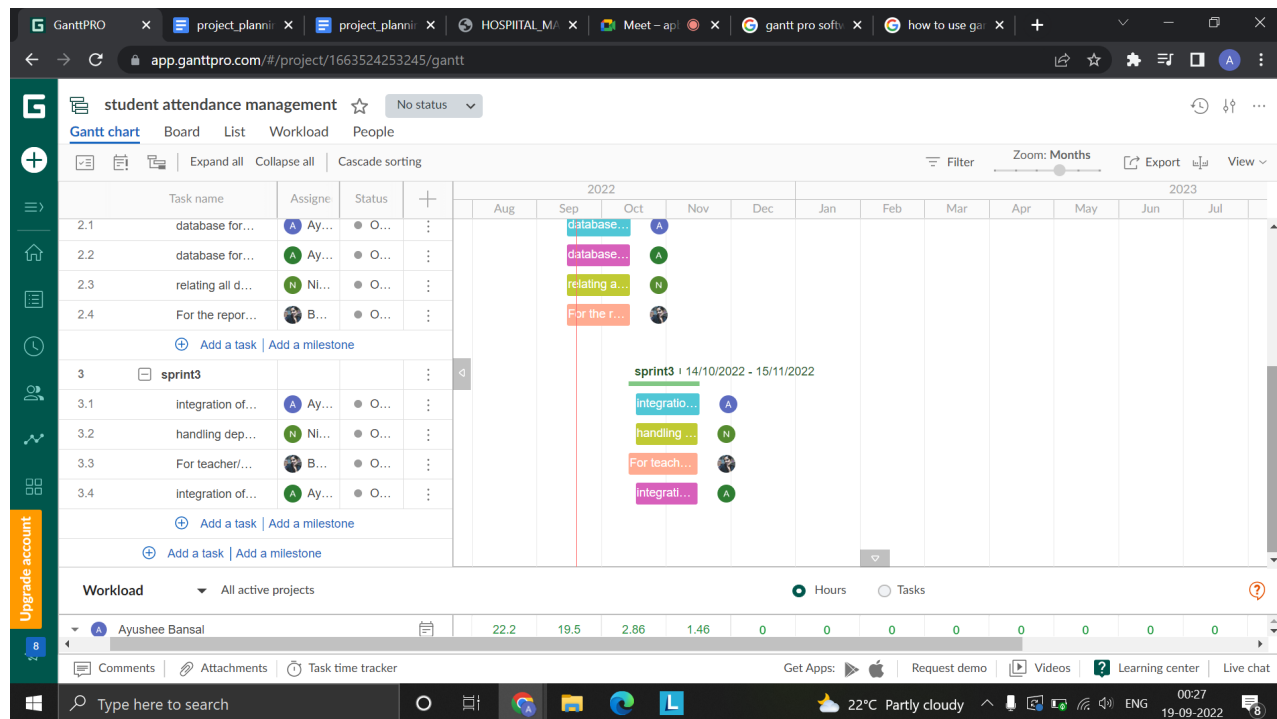 GanttPRO
project_plannin
project_plannin
HOSPIITAL_MA
Meet – apl
gantt pro softw
how to use gar
app.ganttpro.com/#/project/1663524253245/gantt
A
student attendance management
No status
Gantt chart Board List Workload People
Expand all Collapse all Cascade sorting
Filter
Zoom: Months
Export
View
Task name Assigne Status
2022
2023
Aug Sep Oct Nov Dec Jan Feb Mar Apr May Jun Jul
2.1 database for… A Ay… O… database… A
2.2 database for… A Ay… O… database… A
2.3 relating all d… N Ni… O… relating a… N
2.4 For the repor… B… O… For the r…
Add a task | Add a milestone
3 sprint3 sprint3 14/10/2022 - 15/11/2022
3.1 integration of… A Ay… O… integratio… A
3.2 handling dep… N Ni… O… handling … N
3.3 For teacher/… B… O… For teach…
3.4 integration of… A Ay… O… integrati… A
Add a task | Add a milestone
Add a task | Add a milestone
Upgrade account
Workload All active projects Hours Tasks
A Ayushee Bansal 22.2 19.5 2.86 1.46 0 0 0 0 0 0 0 0
8
Comments Attachments Task time tracker Get Apps: Request demo Videos Learning center Live chat
Type here to search
22°C Partly cloudy
ENG
00:27
19-09-2022
8